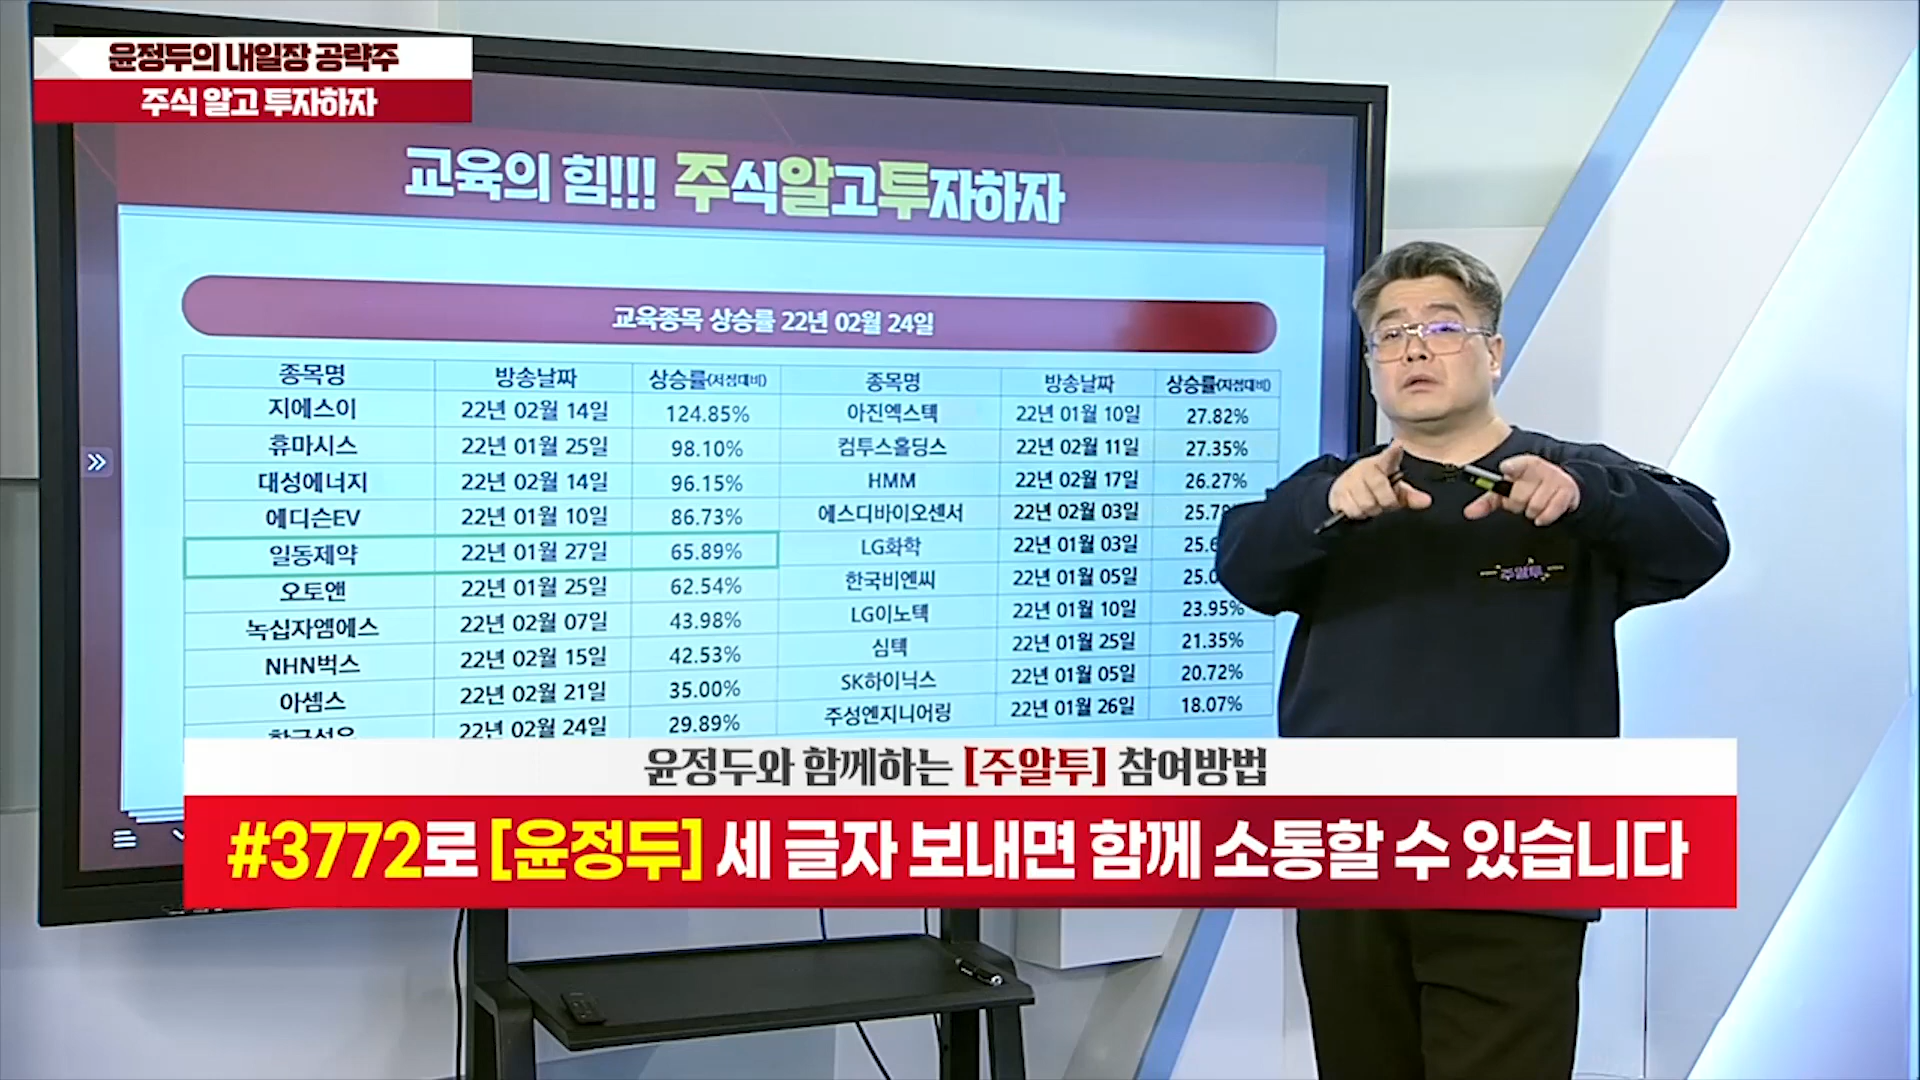 윤정두의 내일장 공략주
주식 알고 투자하자
교육의 힘!!! 주식알고투자하자
교육종목 상승률 22년 02월 24일
종목명 방송날짜 상승률(저점대비) 종목명 방송날짜 상승률(저점대비)
지에스이 22년 02월 14일 124.85% 아진엑스텍 22년 01월 10일 27.82%
휴마시스 22년 01월 25일 98.10% 컴투스홀딩스 22년 02월 11일 27.35%
대성에너지 22년 02월 14일 96.15% HMM 22년 02월 17일 26.27%
에디슨EV 22년 01월 10일 86.73% 에스디바이오센서 22년 02월 03일
일동제약 22년 01월 27일 65.89% LG화학 22년 01월 03일
오토앤 22년 01월 25일 62.54% 한국비엔씨 22년 01월 05일
녹십자엠에스 22년 02월 07일 43.98% LG이노텍 22년 01월 10일 23.95%
NHN벅스 22년 02월 15일 42.53% 심텍 22년 01월 25일 21.35%
아셈스 22년 02월 21일 35.00% SK하이닉스 22년 01월 05일 20.72%
22년 02월 24일 29.89% 주성엔지니어링 22년 01월 26일 18.07%
주알투
윤정두와 함께하는 [주알투] 참여방법
#3772로 [윤정두] 세 글자 보내면 함께 소통할 수 있습니다